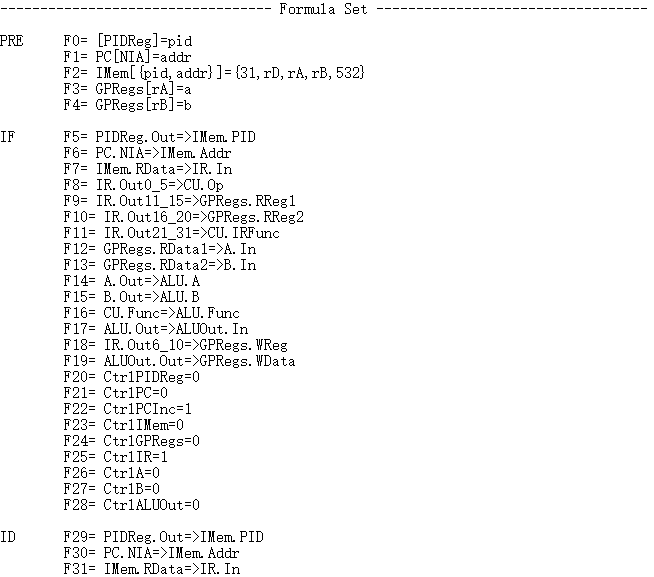 ---------------------------------- Formula Set ----------------------------------
PRE F0= [PIDReg]=pid
F1= PC[NIA]=addr
F2= IMem[{pid,addr}]={31,rD,rA,rB,532}
F3= GPRegs[rA]=a
F4= GPRegs[rB]=b
IF F5= PIDReg.Out=>IMem.PID
F6= PC.NIA=>IMem.Addr
F7= IMem.RData=>IR.In
F8= IR.Out0_5=>CU.Op
F9= IR.Out11_15=>GPRegs.RReg1
F10= IR.Out16_20=>GPRegs.RReg2
F11= IR.Out21_31=>CU.IRFunc
F12= GPRegs.RData1=>A.In
F13= GPRegs.RData2=>B.In
F14= A.Out=>ALU.A
F15= B.Out=>ALU.B
F16= CU.Func=>ALU.Func
F17= ALU.Out=>ALUOut.In
F18= IR.Out6_10=>GPRegs.WReg
F19= ALUOut.Out=>GPRegs.WData
F20= CtrlPIDReg=0
F21= CtrlPC=0
F22= CtrlPCInc=1
F23= CtrlIMem=0
F24= CtrlGPRegs=0
F25= CtrlIR=1
F26= CtrlA=0
F27= CtrlB=0
F28= CtrlALUOut=0
ID F29= PIDReg.Out=>IMem.PID
F30= PC.NIA=>IMem.Addr
F31= IMem.RData=>IR.In